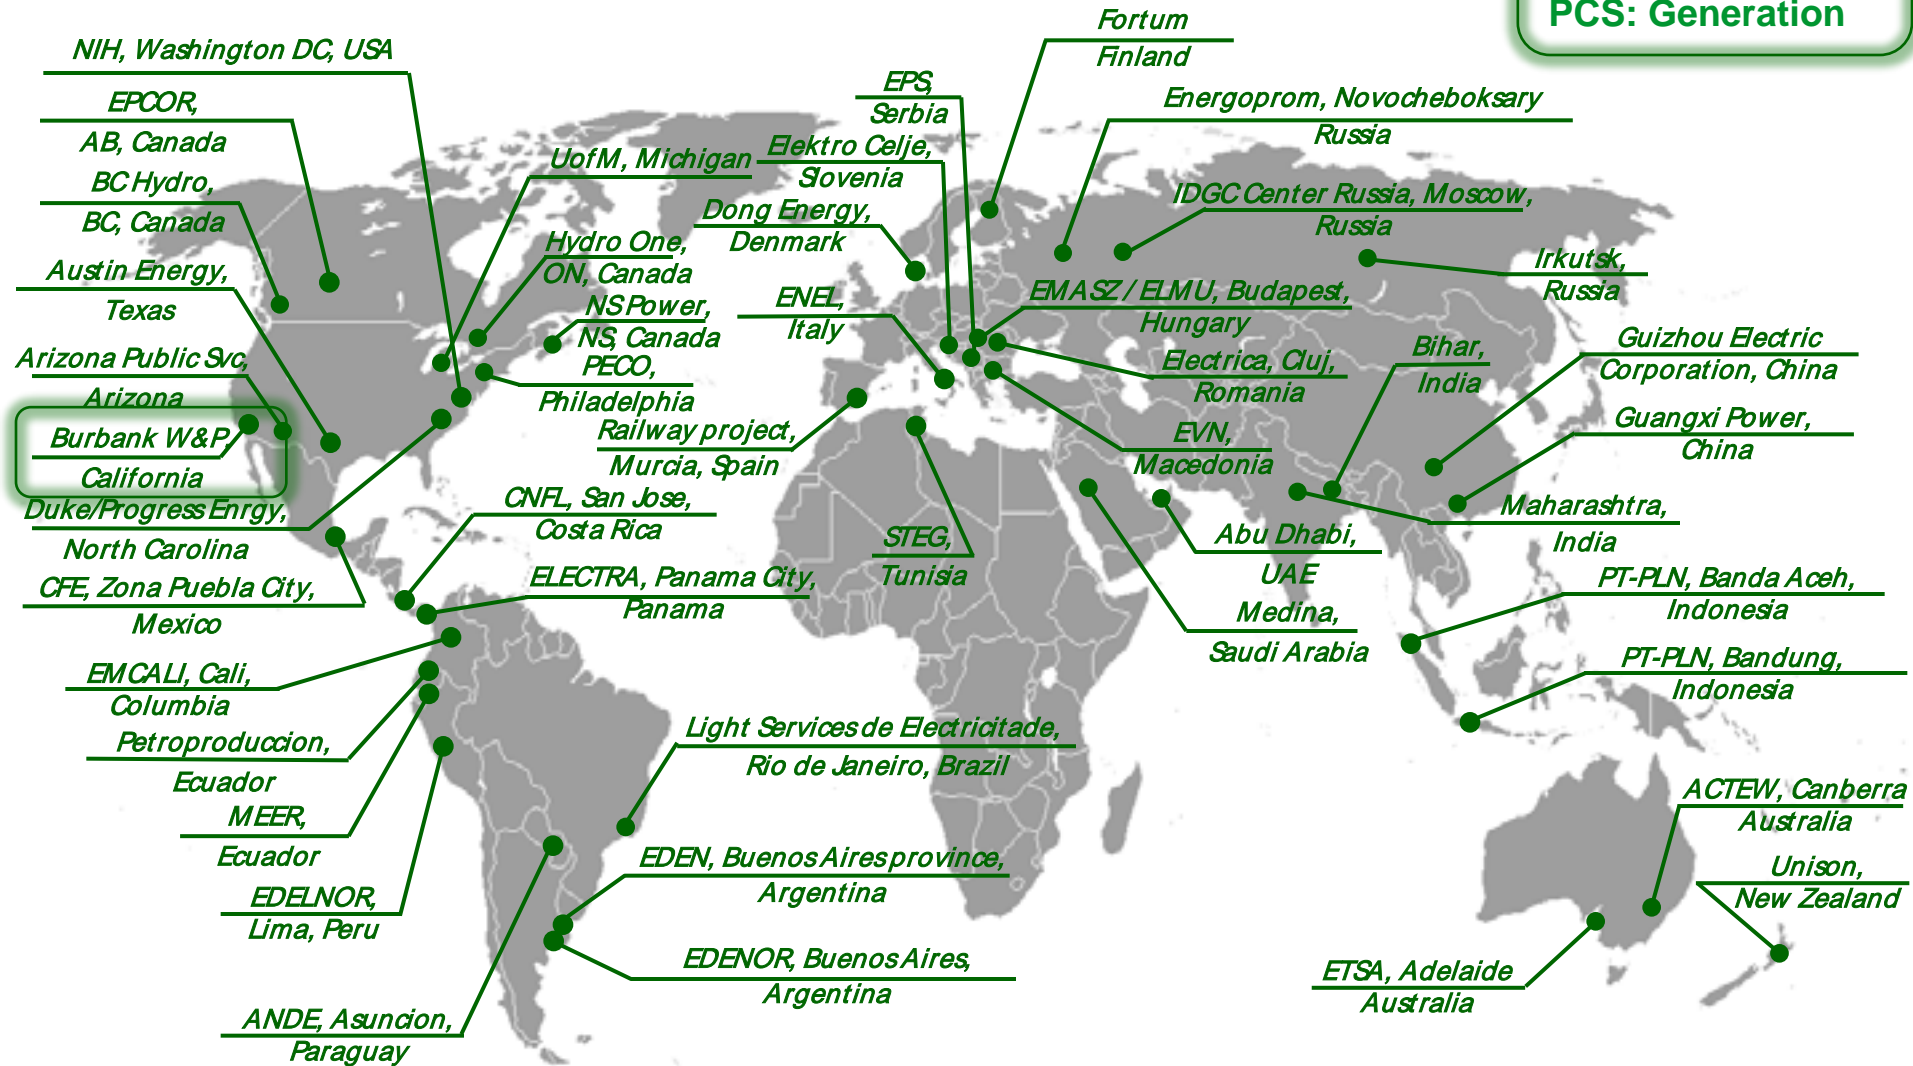 PCS: Generation
NIH, Washington DC, USA
EPCOR,
AB, Canada
BC Hydro,
BC, Canada
Austin Energy,
Texas
Arizona Public Svc,
Arizona
Burbank W&P,
California
Duke/Progress Enrgy,
North Carolina
CFE, Zona Puebla City,
Mexico
EMCALI, Cali,
Columbia
Petroproduccion,
Ecuador
MEER,
Ecuador
EDELNOR,
Lima, Peru
ANDE, Asuncion,
Paraguay
UofM, Michigan
Hydro One,
ON, Canada
NS Power,
NS, Canada
PECO,
Philadelphia
CNFL, San Jose,
Costa Rica
ELECTRA, Panama City,
Panama
Light Services de Electricitade,
Rio de Janeiro, Brazil
EDEN, Buenos Aires province,
Argentina
EDENOR, Buenos Aires,
Argentina
Fortum
Finland
EPS,
Serbia
Elektro Celje,
Slovenia
Dong Energy,
Denmark
ENEL,
Italy
Railway project,
Murcia, Spain
STEG,
Tunisia
Energoprom, Novocheboksary
Russia
IDGC Center Russia, Moscow,
Russia
Irkutsk,
Russia
EMASZ / ELMU, Budapest,
Hungary
Electrica, Cluj,
Romania
EVN,
Macedonia
Bihar,
India
Guizhou Electric
Corporation, China
Guangxi Power,
China
Maharashtra,
India
Abu Dhabi,
UAE
Medina,
Saudi Arabia
PT-PLN, Banda Aceh,
Indonesia
PT-PLN, Bandung,
Indonesia
ACTEW, Canberra
Australia
Unison,
New Zealand
ETSA, Adelaide
Australia